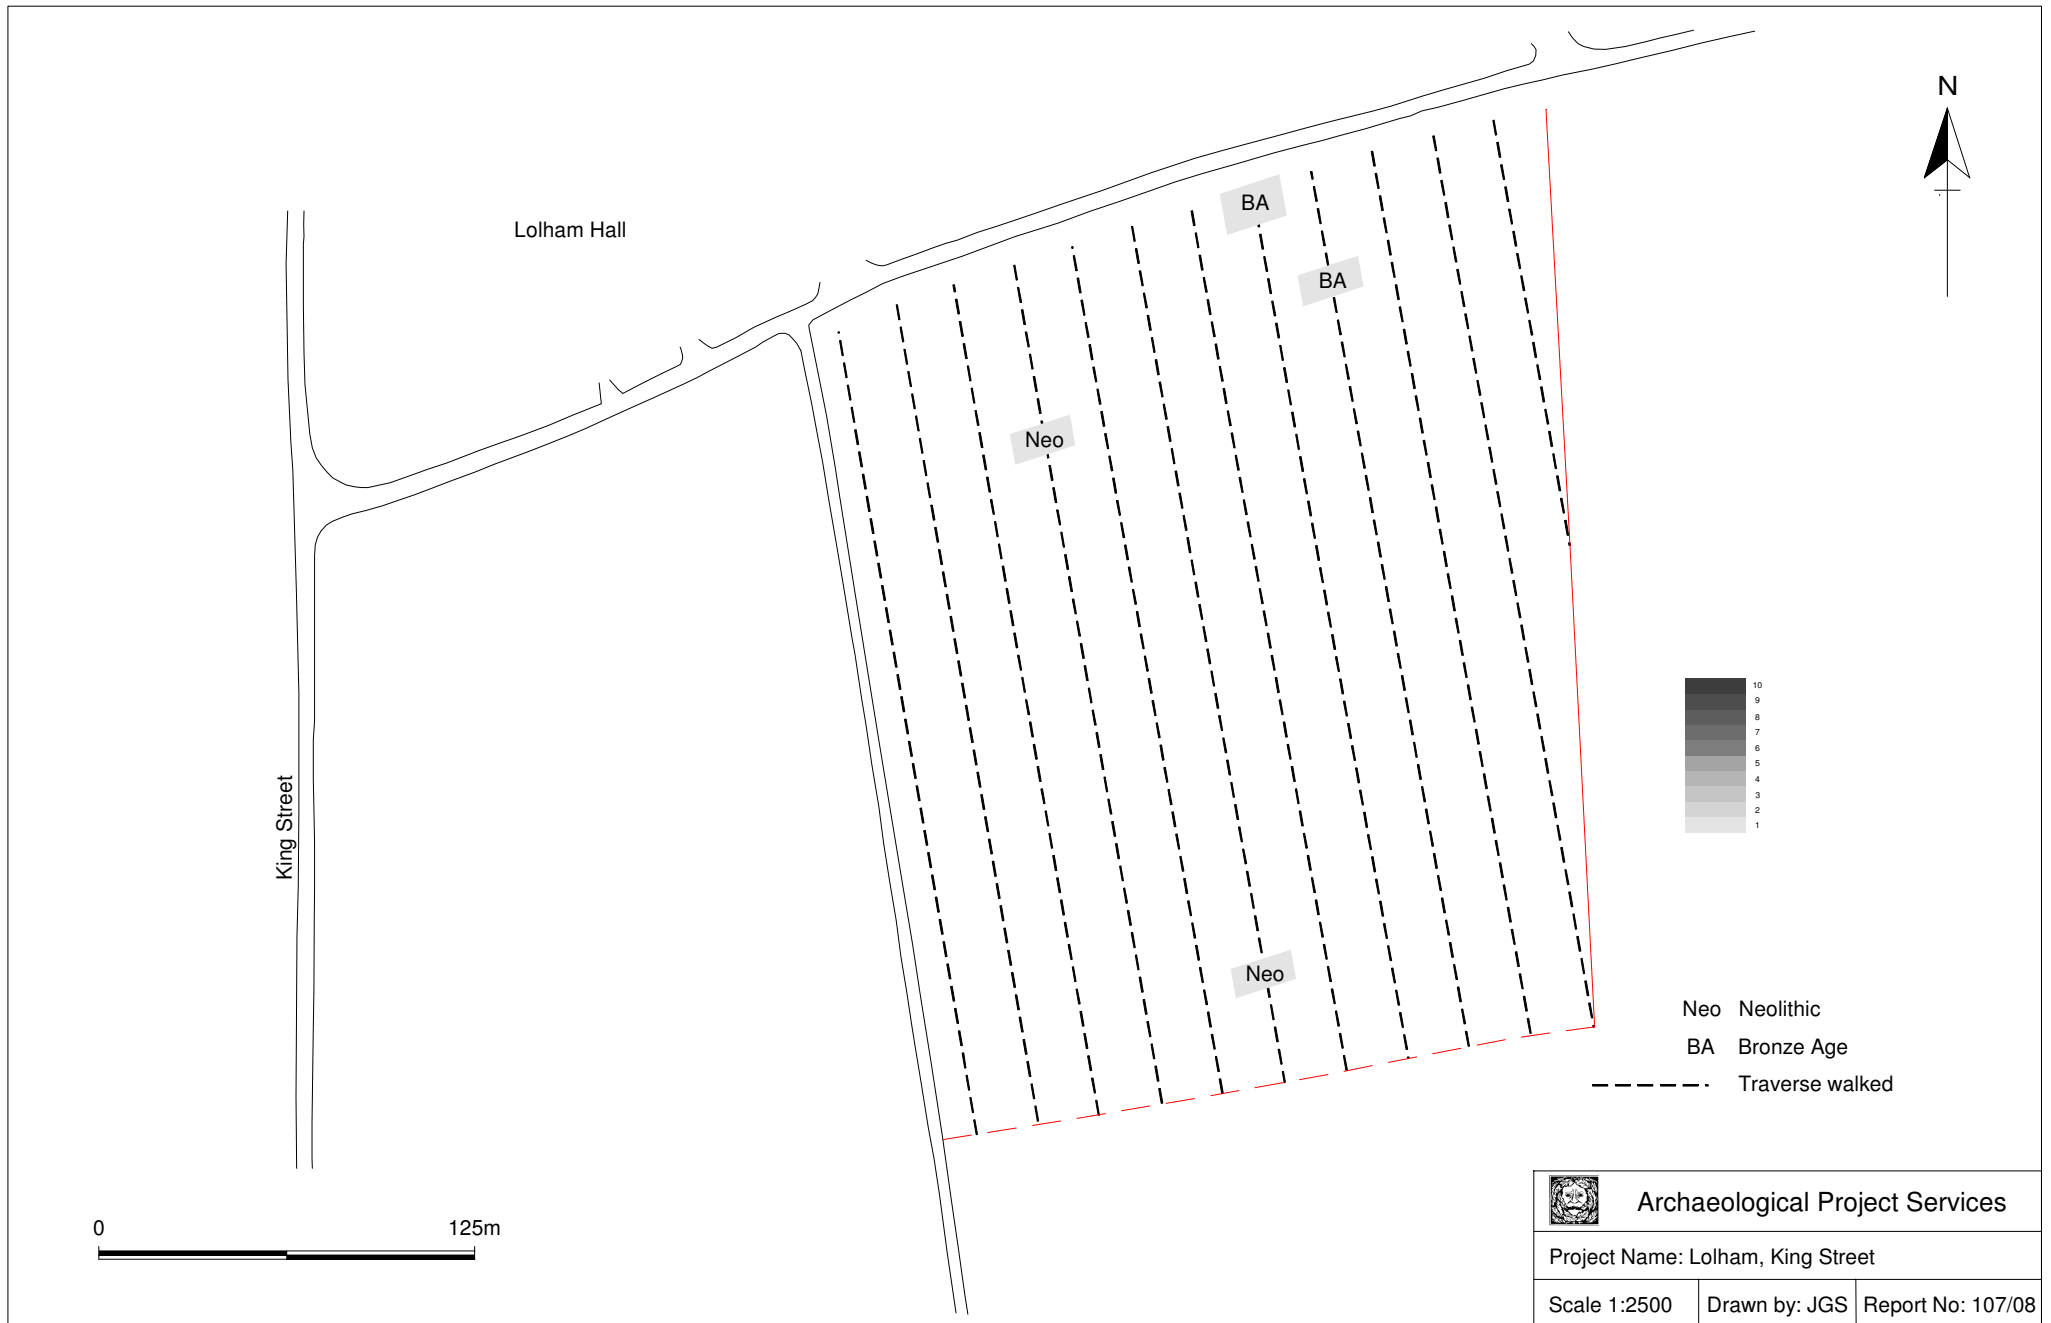 N
BA
Lolham Hall
BA
Neo
10
9
8
7
6
5
4
3
2
1
King Street
Neo
Neo Neolithic
BA Bronze Age
Traverse walked
0 125m
Archaeological Project Services
Project Name: Lolham, King Street
Scale 1:2500 Drawn by: JGS Report No: 107/08